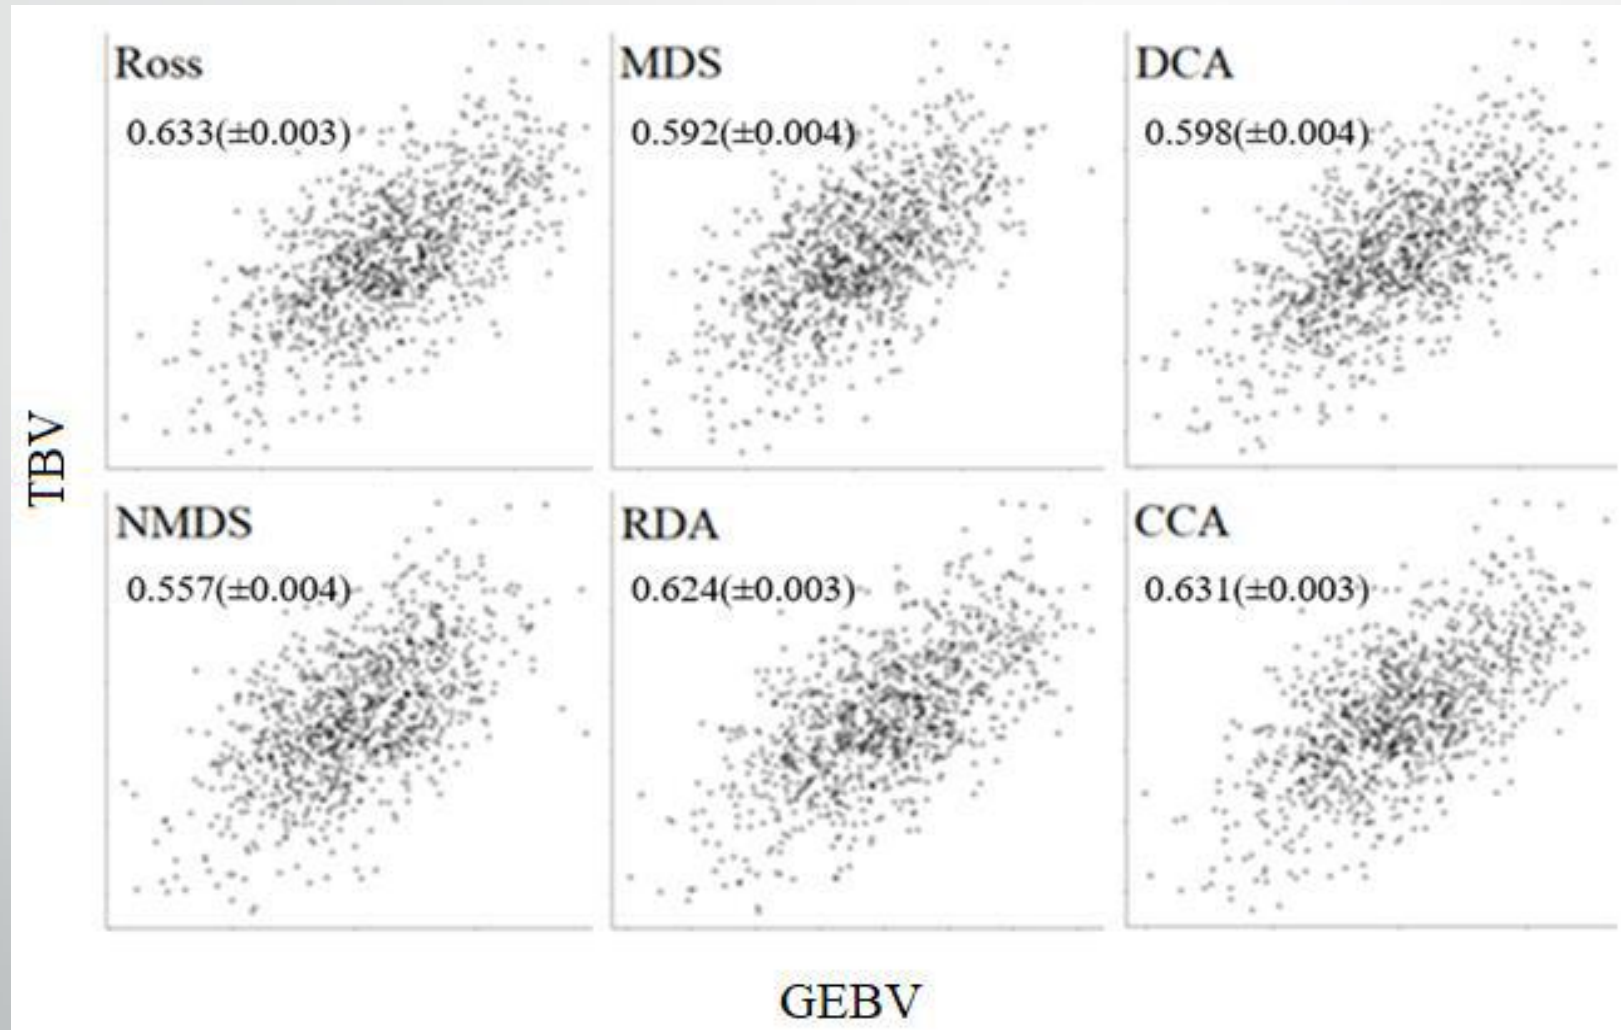 Ross
0.633(±0.003)
MDS
0.592(±0.004)
DCA
0.598(±0.004)
TBV
NMDS
0.557(±0.004)
RDA
0.624(±0.003)
CCA
0.631(±0.003)
GEBV